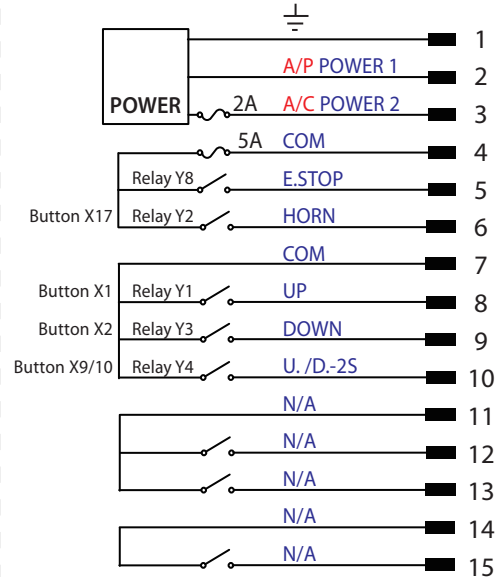 1
A/P POWER 1
2
POWER
2A
A/C POWER 2
3
5A
COM
4
Relay Y8
E.STOP
5
Button X17
Relay Y2
HORN
6
COM
7
Button X1
Relay Y1
UP
8
Button X2
Relay Y3
DOWN
9
Button X9/10
Relay Y4
U. /D.-2S
10
N/A
11
N/A
12
N/A
13
N/A
14
N/A
15